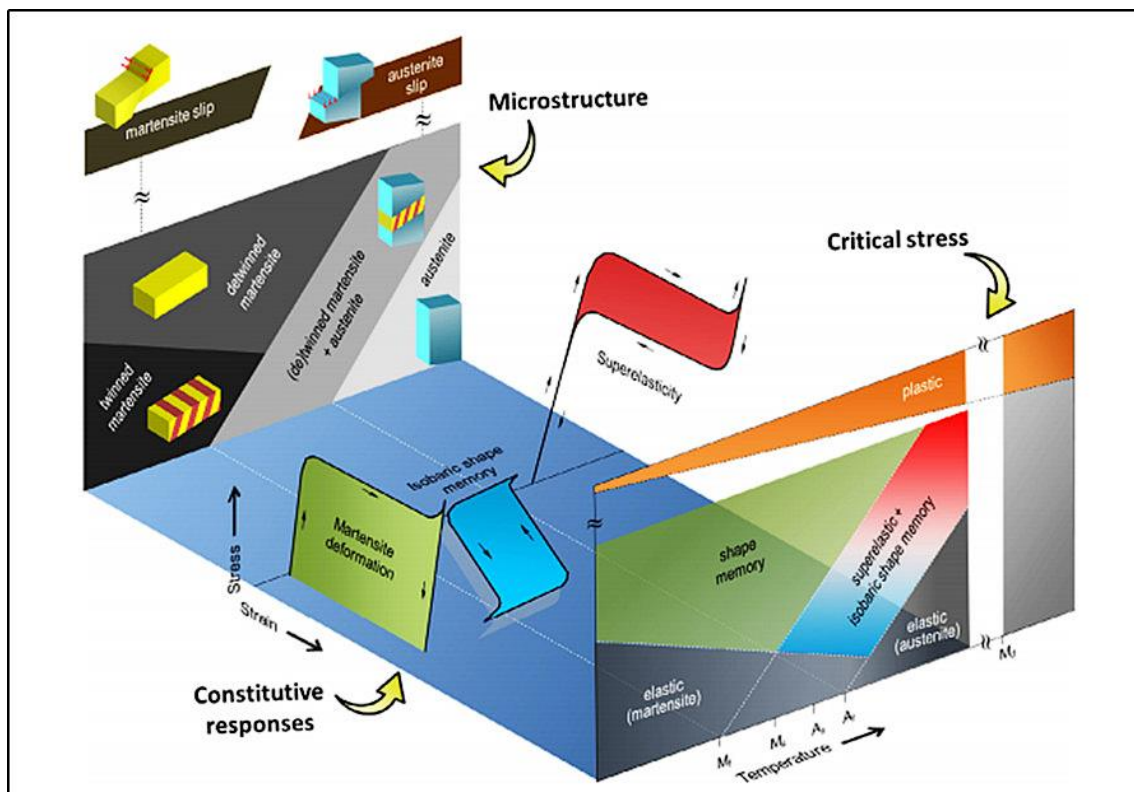 martensite slip
austenite
slip
Microstructure
detwinned
martensite
(de)twinned martensite
+ austenite
austenite
twinned
martensite
Critical stress
Superelasticity
plastic
Isobaric shape
memory
Martensite
deformation
shape
memory
superelastic +
isobaric shape memory
elastic
(austenite)
elastic
(martensite)
Stress
Strain
Constitutive
responses
Mf
Ms
As
Af
Md
Temperature